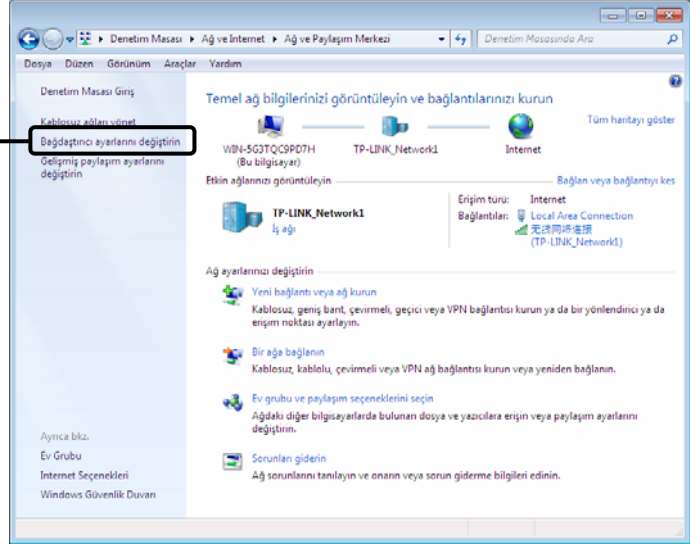 Denetim Masası ▸ Ağ ve Internet ▸ Ağ ve Paylaşım Merkezi
Denetim Masasında Ara
Dosya Düzen Görünüm Araçlar Yardım
Denetim Masası Giriş
Kablosuz ağları yönet
Bağdaştırıcı ayarlarını değiştirin
Gelişmiş paylaşım ayarlarını
değiştirin
Temel ağ bilgilerinizi görüntüleyin ve bağlantılarınızı kurun
Tüm haritayı göster
WIN-5G3TQC9PD7H
(Bu bilgisayar)
TP-LINK_Network1
Internet
Etkin ağlarınızı görüntüleyin
Bağlan veya bağlantıyı kes
TP-LINK_Network1
İş ağı
Erişim türü: Internet
Bağlantılar: Local Area Connection
无线网络连接
(TP-LINK_Network1)
Ağ ayarlarınızı değiştirin
Yeni bağlantı veya ağ kurun
Kablosuz, geniş bant, çevirmeli, geçici veya VPN bağlantısı kurun ya da bir yönlendirici ya da
erişim noktası ayarlayın.
Bir ağa bağlanın
Kablosuz, kablolu, çevirmeli veya VPN ağ bağlantısı kurun veya yeniden bağlanın.
Ev grubu ve paylaşım seçeneklerini seçin
Ağdaki diğer bilgisayarlarda bulunan dosya ve yazıcılara erişin veya paylaşım ayarlarını
değiştirin.
Sorunları giderin
Ağ sorunlarını tanılayın ve onarın veya sorun giderme bilgileri edinin.
Ayrıca bkz.
Ev Grubu
Internet Seçenekleri
Windows Güvenlik Duvarı